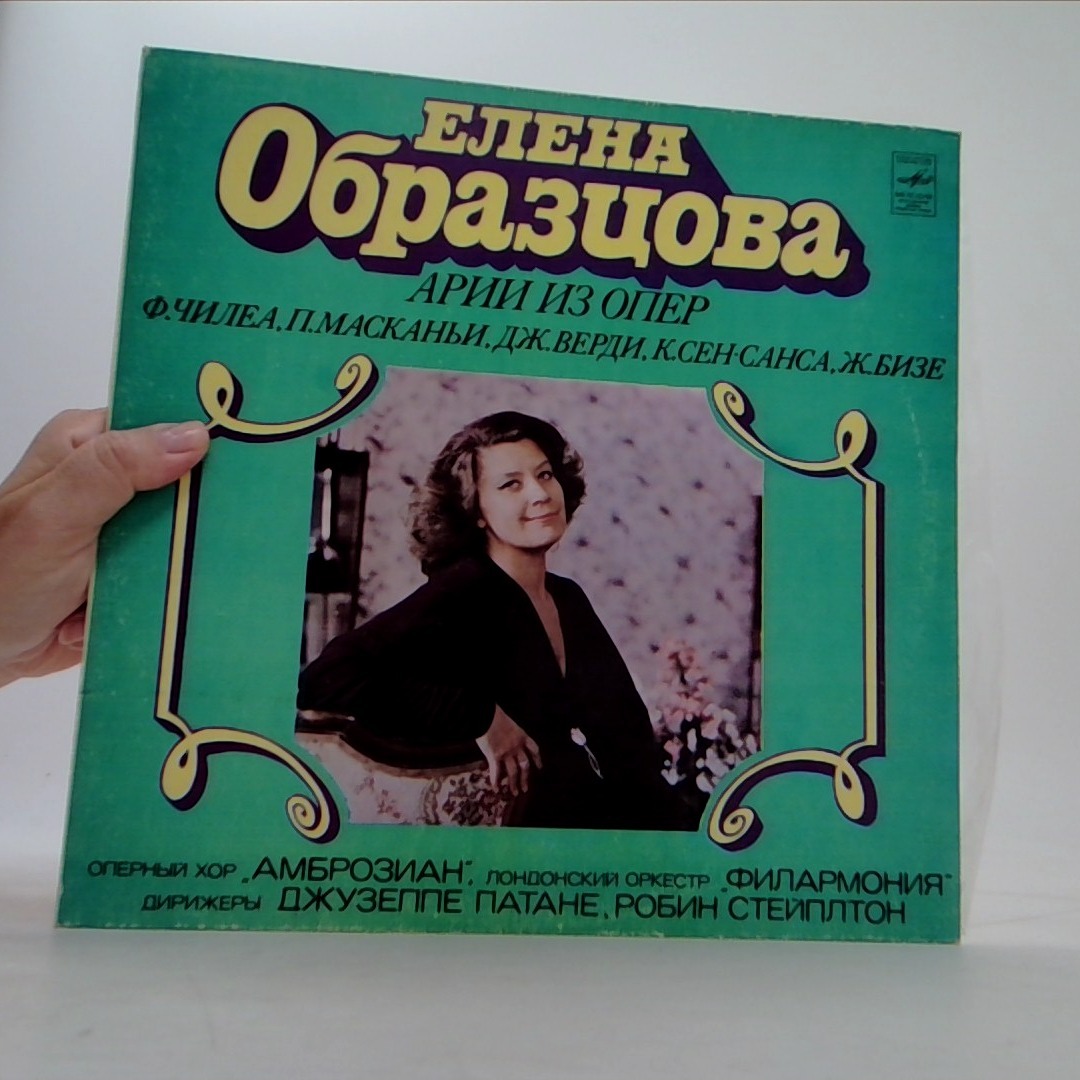 ЕЛЕНА
Образцова
АРИИ ИЗ ОПЕР
Ф.ЧИЛЕА, П.МАСКАНЬИ, ДЖ.ВЕРДИ, К.СЕН-САНСА, Ж.БИЗЕ
ОПЕРНЫЙ ХОР „АМБРОЗИАН", ЛОНДОНСКИЙ ОРКЕСТР „ФИЛАРМОНИЯ"
ДИРИЖЕРЫ ДЖУЗЕППЕ ПАТАНЕ, РОБИН СТЕЙПЛТОН